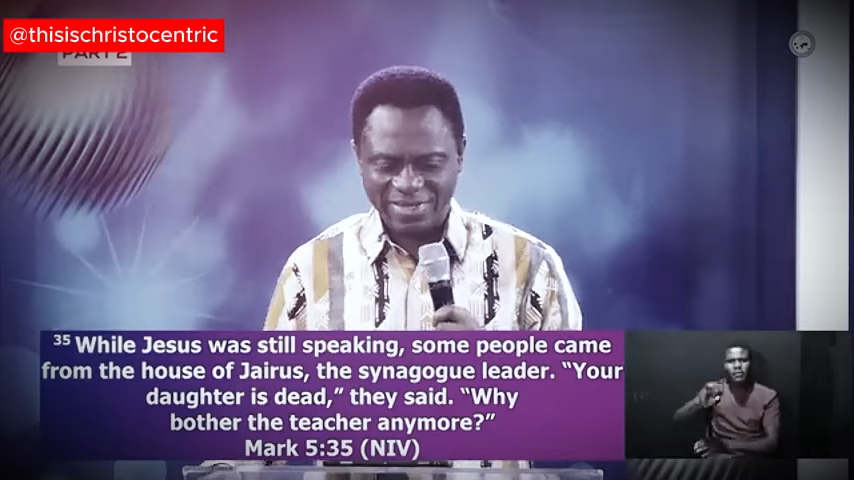 @thisischristocentric
PART 2
35 While Jesus was still speaking, some people came
from the house of Jairus, the synagogue leader. “Your
daughter is dead,” they said. “Why
bother the teacher anymore?”
Mark 5:35 (NIV)